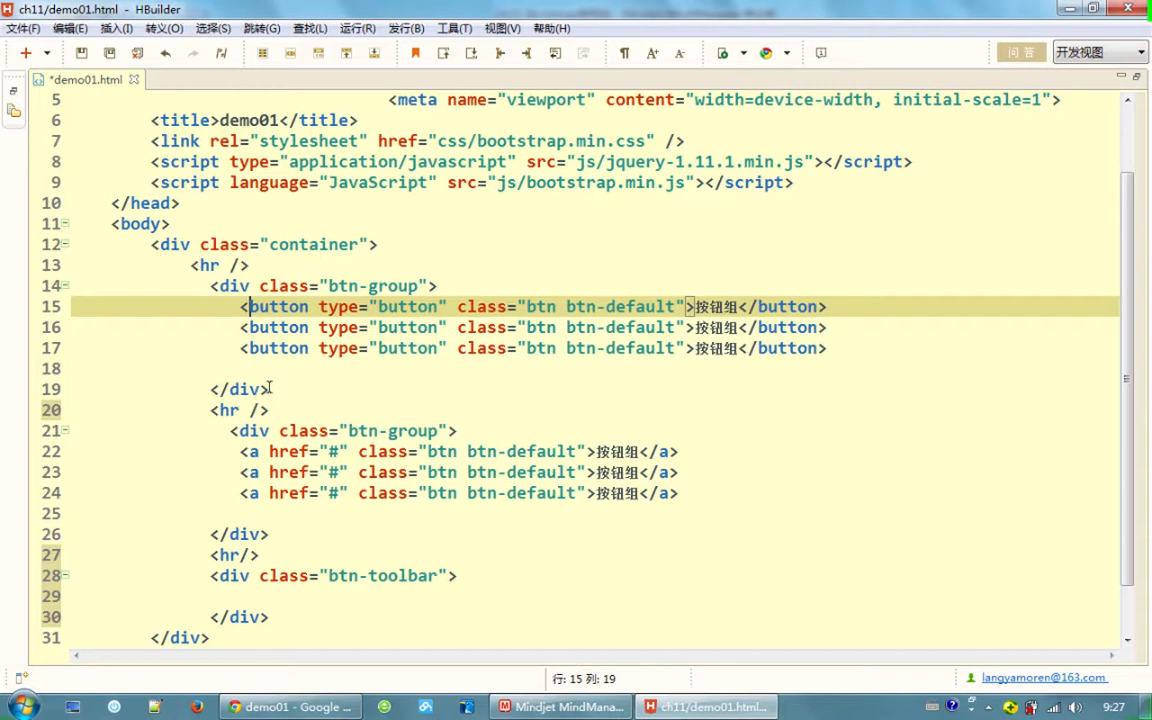 ch11/demo01.html - HBuilder
文件(F) 编辑(E) 插入(I) 转义(O) 选择(S) 跳转(G) 查找(L) 运行(R) 发行(B) 工具(T) 视图(V) 帮助(H)
问答 开发视图
*demo01.html
5 <meta name="viewport" content="width=device-width, initial-scale=1">
6 <title>demo01</title>
7 <link rel="stylesheet" href="css/bootstrap.min.css" />
8 <script type="application/javascript" src="js/jquery-1.11.1.min.js"></script>
9 <script language="JavaScript" src="js/bootstrap.min.js"></script>
10 </head>
11 <body>
12 <div class="container">
13 <hr />
14 <div class="btn-group">
15 <button type="button" class="btn btn-default">按钮组</button>
16 <button type="button" class="btn btn-default">按钮组</button>
17 <button type="button" class="btn btn-default">按钮组</button>
18
19 </div>
20 <hr />
21 <div class="btn-group">
22 <a href="#" class="btn btn-default">按钮组</a>
23 <a href="#" class="btn btn-default">按钮组</a>
24 <a href="#" class="btn btn-default">按钮组</a>
25
26 </div>
27 <hr/>
28 <div class="btn-toolbar">
29
30 </div>
31 </div>
行: 15 列: 19 langyamoren@163.com
demo01 - Google ... Mindjet MindMana... ch11/demo01.html... 9:27